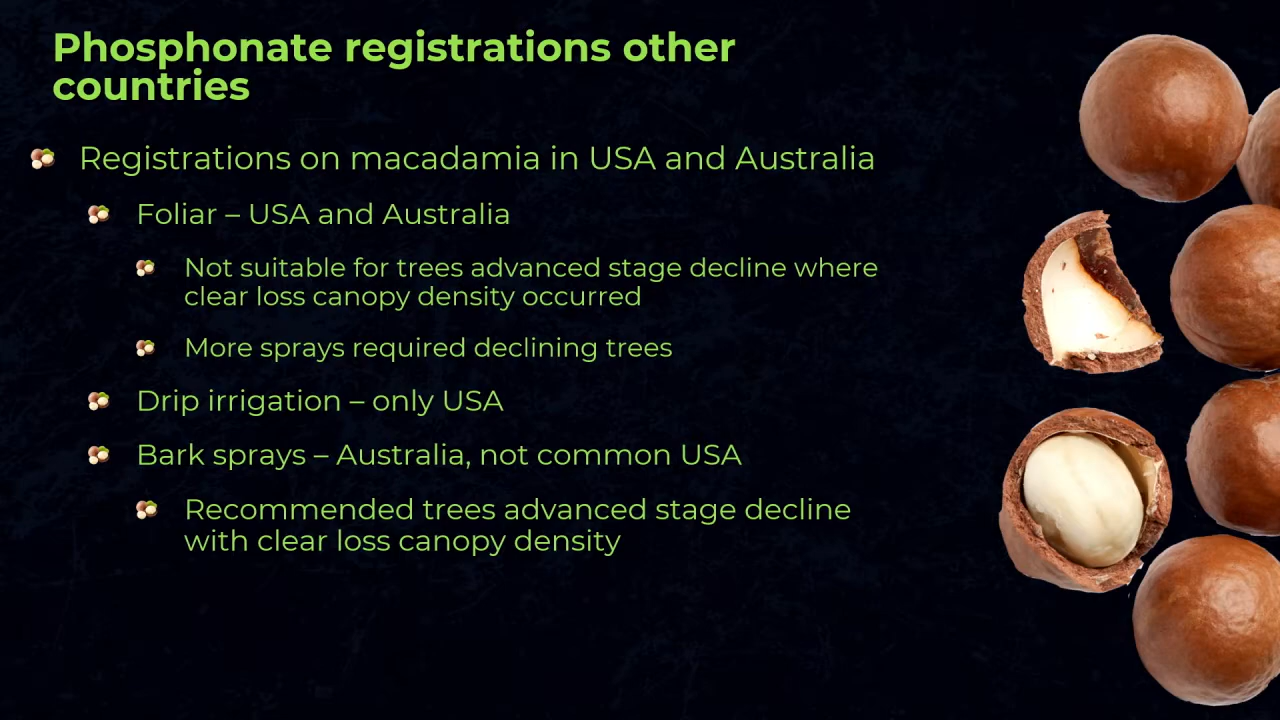 Phosphonate registrations other
countries
Registrations on macadamia in USA and Australia
Foliar – USA and Australia
Not suitable for trees advanced stage decline where
clear loss canopy density occurred
More sprays required declining trees
Drip irrigation – only USA
Bark sprays – Australia, not common USA
Recommended trees advanced stage decline
with clear loss canopy density